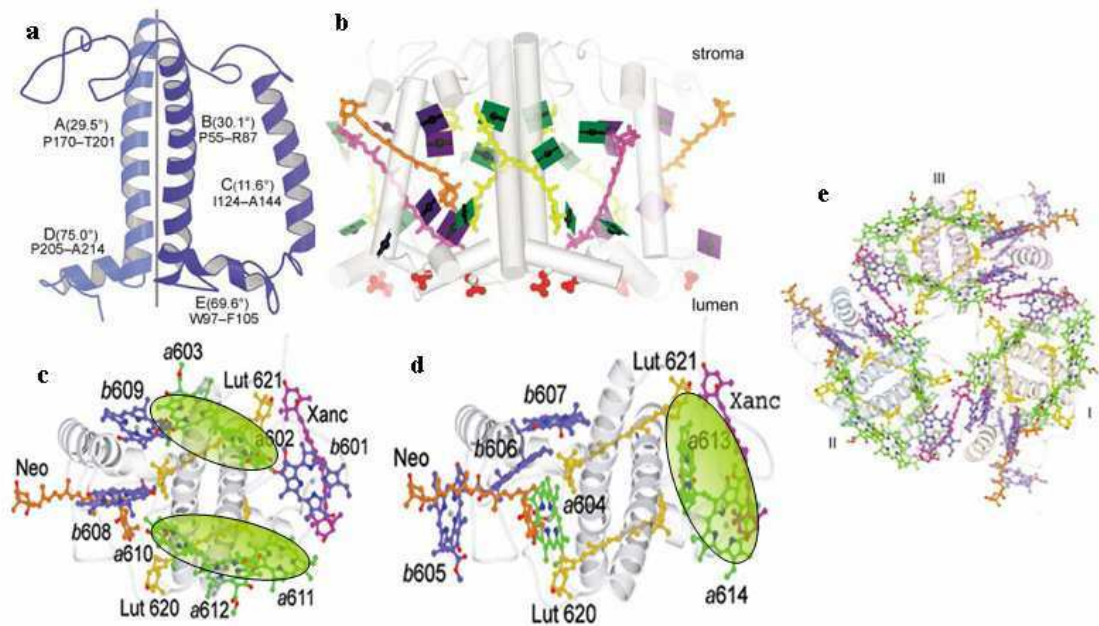 a
A(29.5°)
P170–T201
B(30.1°)
P55–R87
C(11.6°)
I124–A144
D(75.0°)
P205–A214
E(69.6°)
W97–F105
b
stroma
lumen
c
a603
b609
Lut 621
Xanc
a602
b601
Neo
b608
a610
Lut 620
a612
a611
d
Lut 621
b607
Xanc
b606
a613
Neo
a604
b605
Lut 620
a614
e
III
I
II